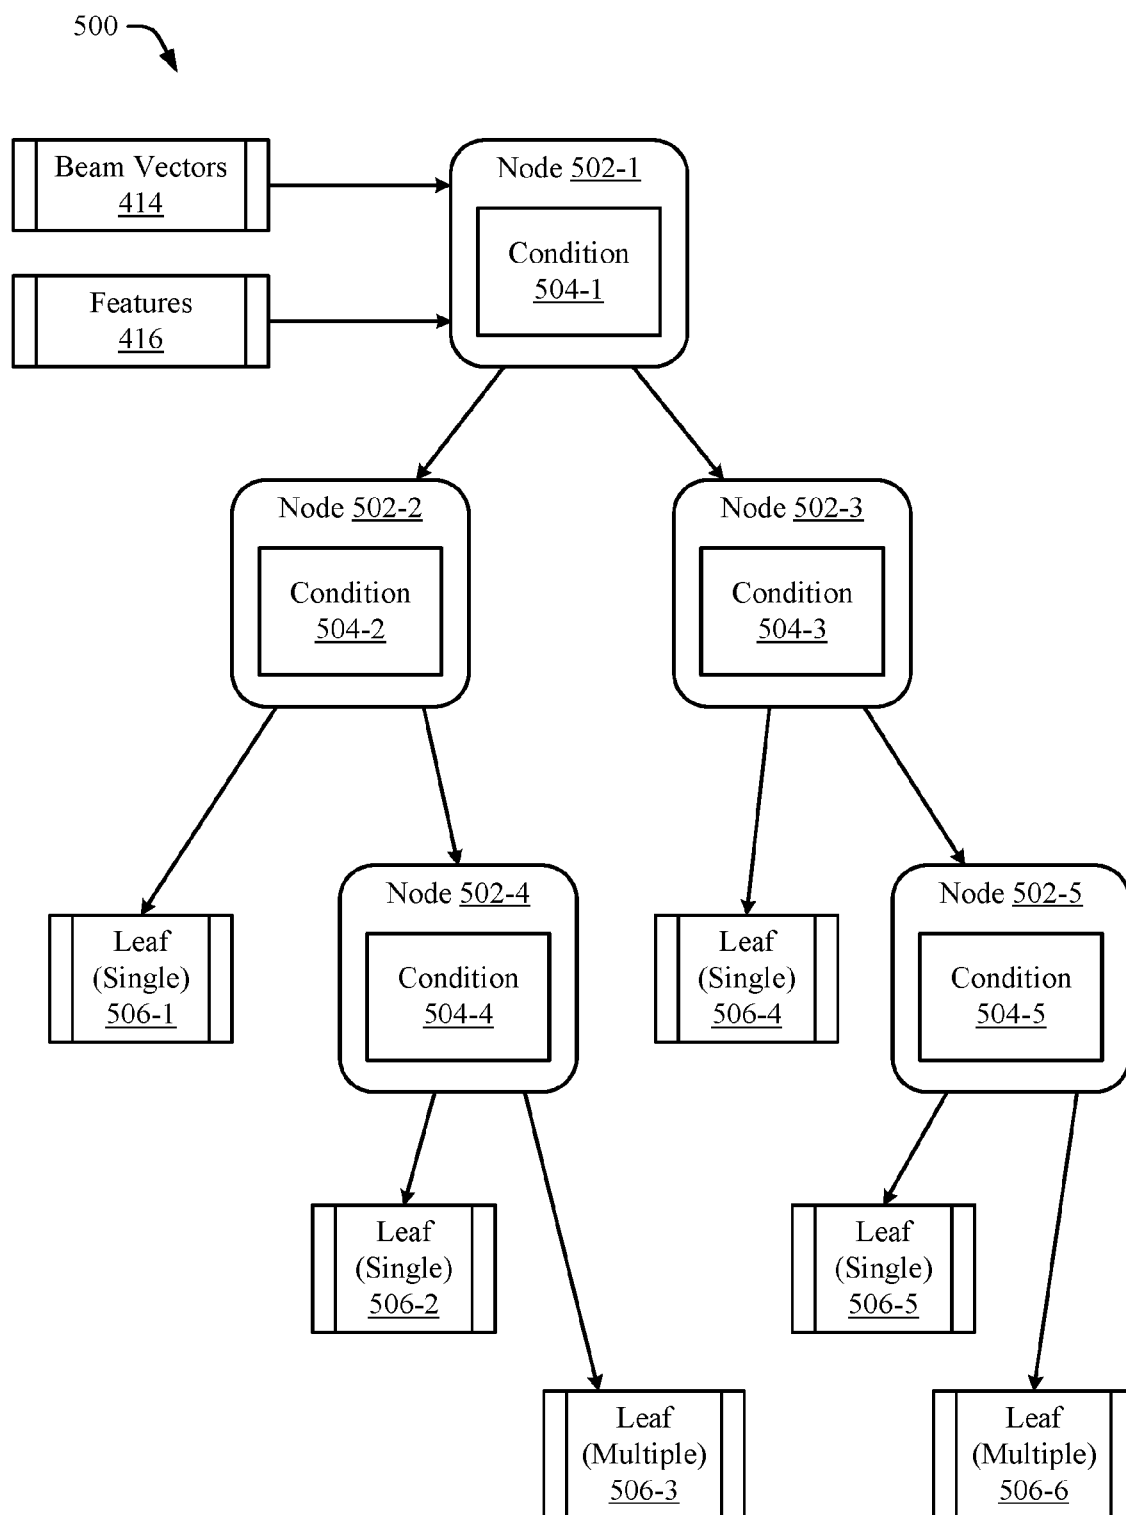 500
Beam Vectors
414
Features
416
Node 502-1
Condition
504-1
Node 502-2
Condition
504-2
Node 502-3
Condition
504-3
Leaf
(Single)
506-1
Node 502-4
Condition
504-4
Leaf
(Single)
506-4
Node 502-5
Condition
504-5
Leaf
(Single)
506-2
Leaf
(Single)
506-5
Leaf
(Multiple)
506-3
Leaf
(Multiple)
506-6